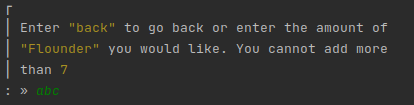 Enter "back" to go back or enter the amount of
"Flounder" you would like. You cannot add more
than 7
: » abc